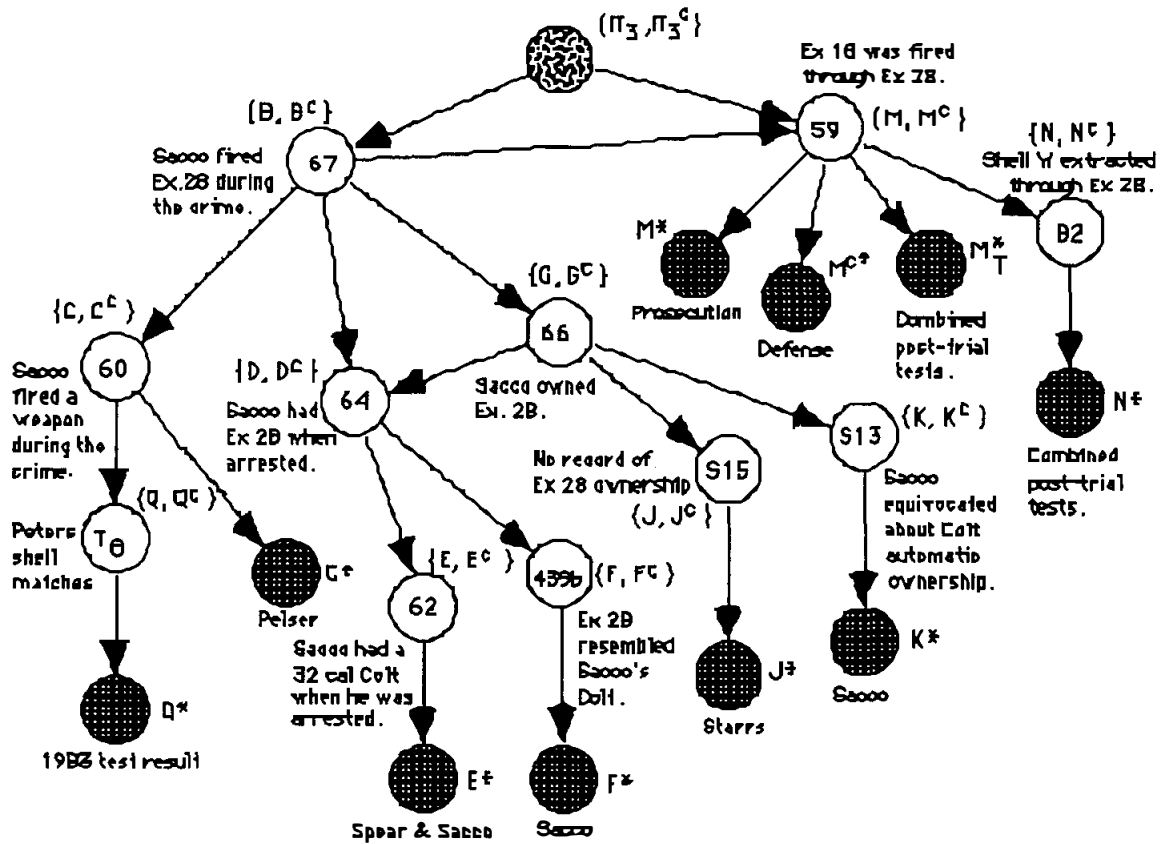 {Π₃, Π₃ᶜ}
Ex 18 was fired
through Ex 28.
{B, Bᶜ}
59
{M, Mᶜ}
{N, Nᶜ}
Sacco fired
Ex.28 during
the crime.
67
Shell W extracted
through Ex 28.
M*
Mᶜ*
M*T
B2
Prosecution
Defense
Combined
post-trial
tests.
{G, Gᶜ}
{C, Cᶜ}
60
66
{D, Dᶜ}
64
Sacco owned
Ex. 28.
Sacco
fired a
weapon
during the
crime.
Sacco had
Ex 28 when
arrested.
S13
{K, Kᶜ}
N*
Combined
post-trial
tests.
No record of
Ex 28 ownership
S15
{J, Jᶜ}
Sacco
equivocated
about Colt
automatic
ownership.
{Q, Qᶜ}
Peters
shell
matches
G*
Pelser
62
{E, Eᶜ}
439b
{F, Fᶜ}
Sacco had a
32 cal Colt
when he was
arrested.
Ex 28
resembled
Sacco's
Colt.
J*
Starrs
K*
Sacco
Q*
1983 test result
E*
Spear & Sacco
F*
Sacco